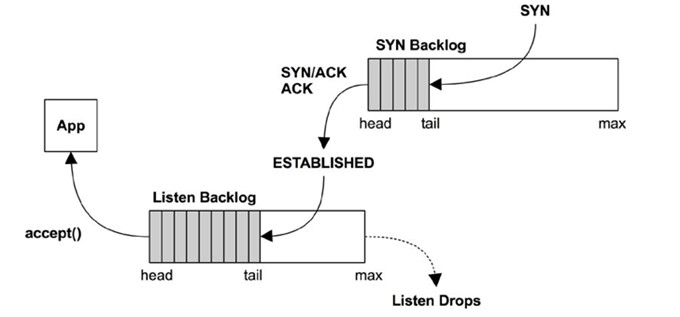 SYN
SYN Backlog
SYN/ACK
ACK
head
tail
max
App
ESTABLISHED
Listen Backlog
accept()
head
tail
max
Listen Drops